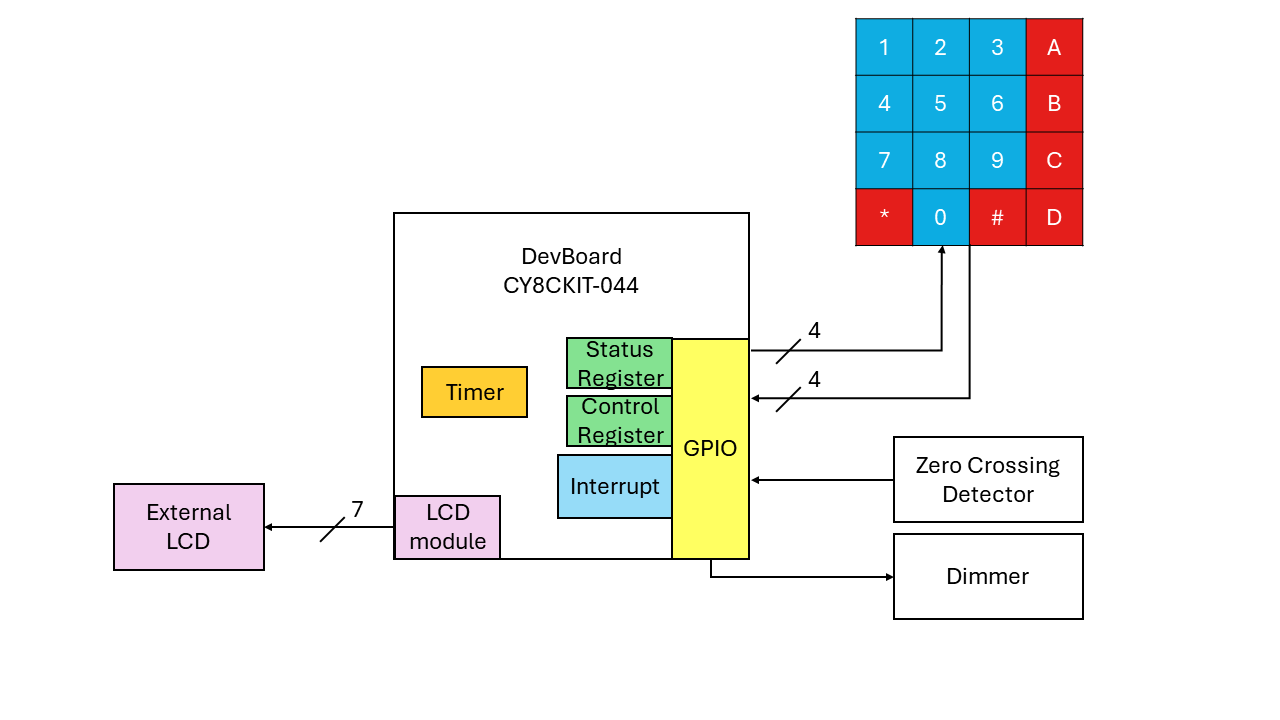 1 2 3 A
4 5 6 B
7 8 9 C
* 0 # D
DevBoard
CY8CKIT-044
4
Status
Register
Timer
4
Control
Register
GPIO
Zero Crossing
Detector
Interrupt
External
LCD
7
LCD
module
Dimmer